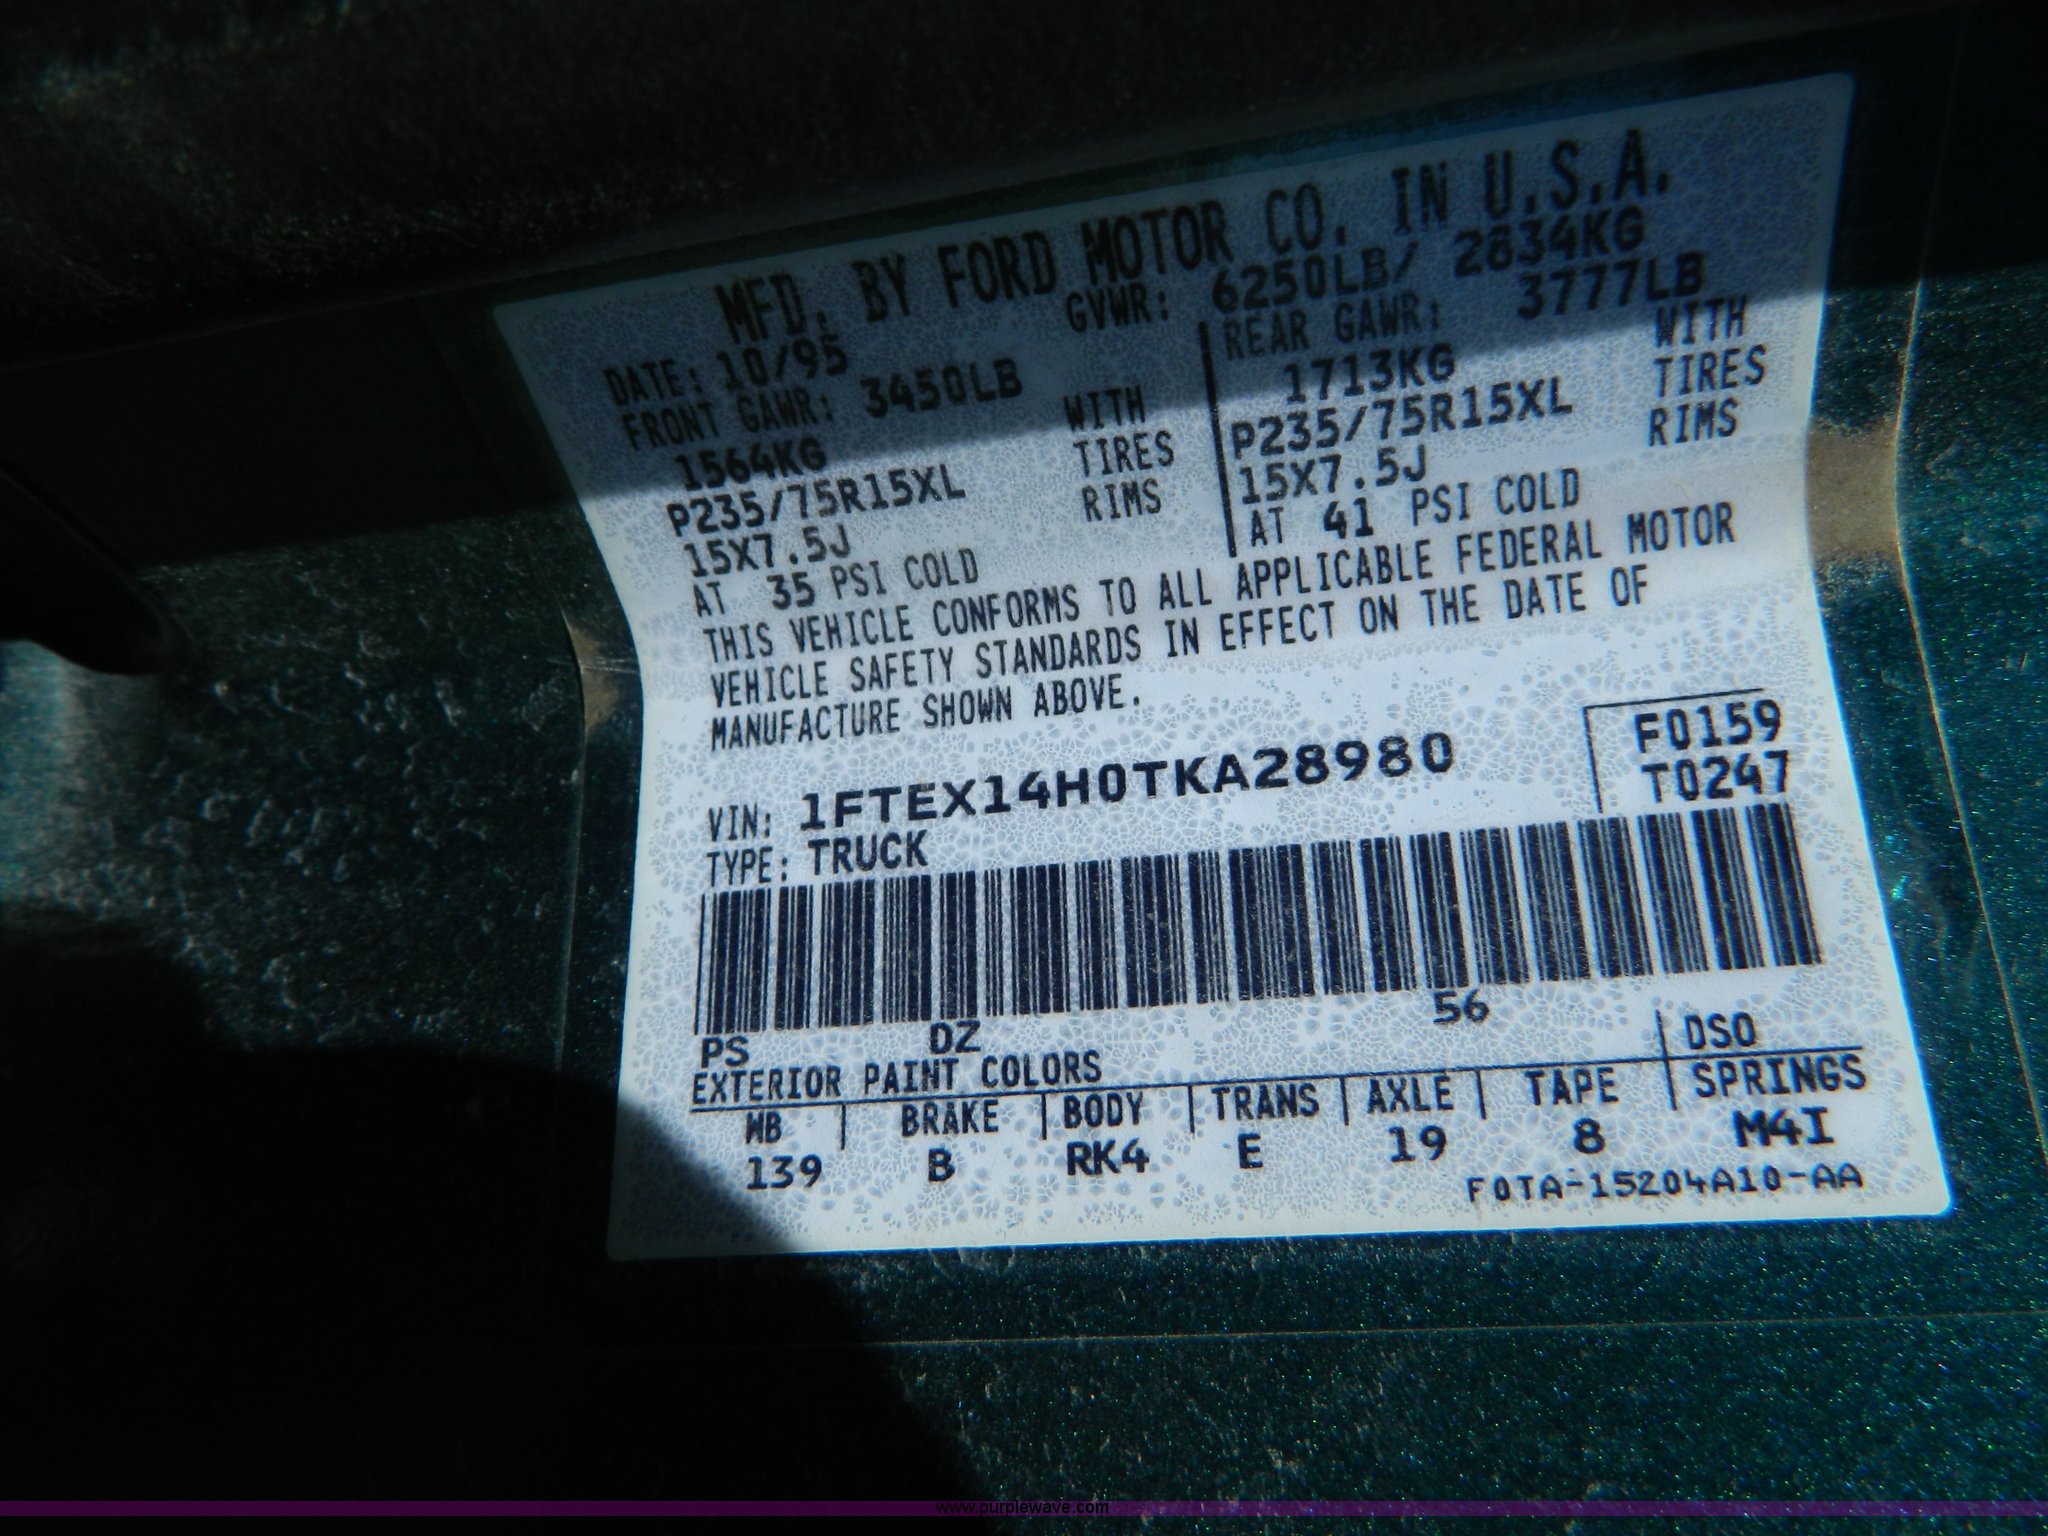 MFD. BY FORD MOTOR CO. IN U.S.A.
DATE: 10/95 GVWR: 6250LB/ 2834KG
FRONT GAWR: 3450LB REAR GAWR: 3777LB
1564KG WITH 1713KG WITH
P235/75R15XL TIRES P235/75R15XL TIRES
15X7.5J RIMS 15X7.5J RIMS
AT 35 PSI COLD AT 41 PSI COLD
THIS VEHICLE CONFORMS TO ALL APPLICABLE FEDERAL MOTOR
VEHICLE SAFETY STANDARDS IN EFFECT ON THE DATE OF
MANUFACTURE SHOWN ABOVE.
F0159
VIN: 1FTEX14H0TKA28980 T0247
TYPE: TRUCK
PS DZ 56
EXTERIOR PAINT COLORS DSO
WB BRAKE BODY TRANS AXLE TAPE SPRINGS
139 B RK4 E 19 8 M4I
F0TA-15204A10-AA
www.purplewave.com